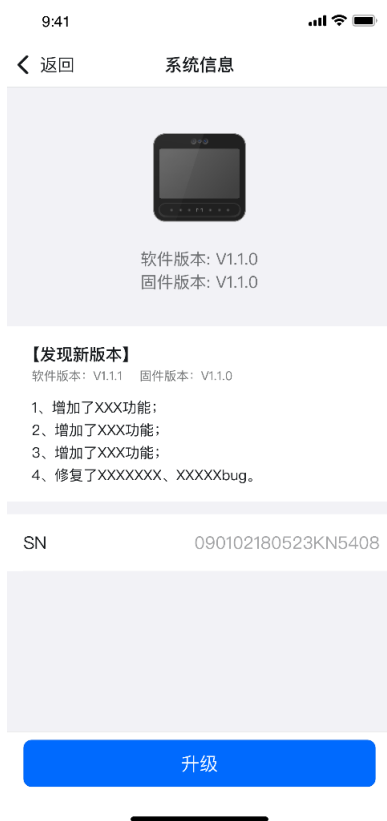 9:41
返回
系统信息
软件版本: V1.1.0
固件版本: V1.1.0
【发现新版本】
软件版本：V1.1.1 固件版本：V1.1.0
1、增加了XXX功能；
2、增加了XXX功能；
3、增加了XXX功能；
4、修复了XXXXXXX、XXXXXbug。
SN
090102180523KN5408
升级